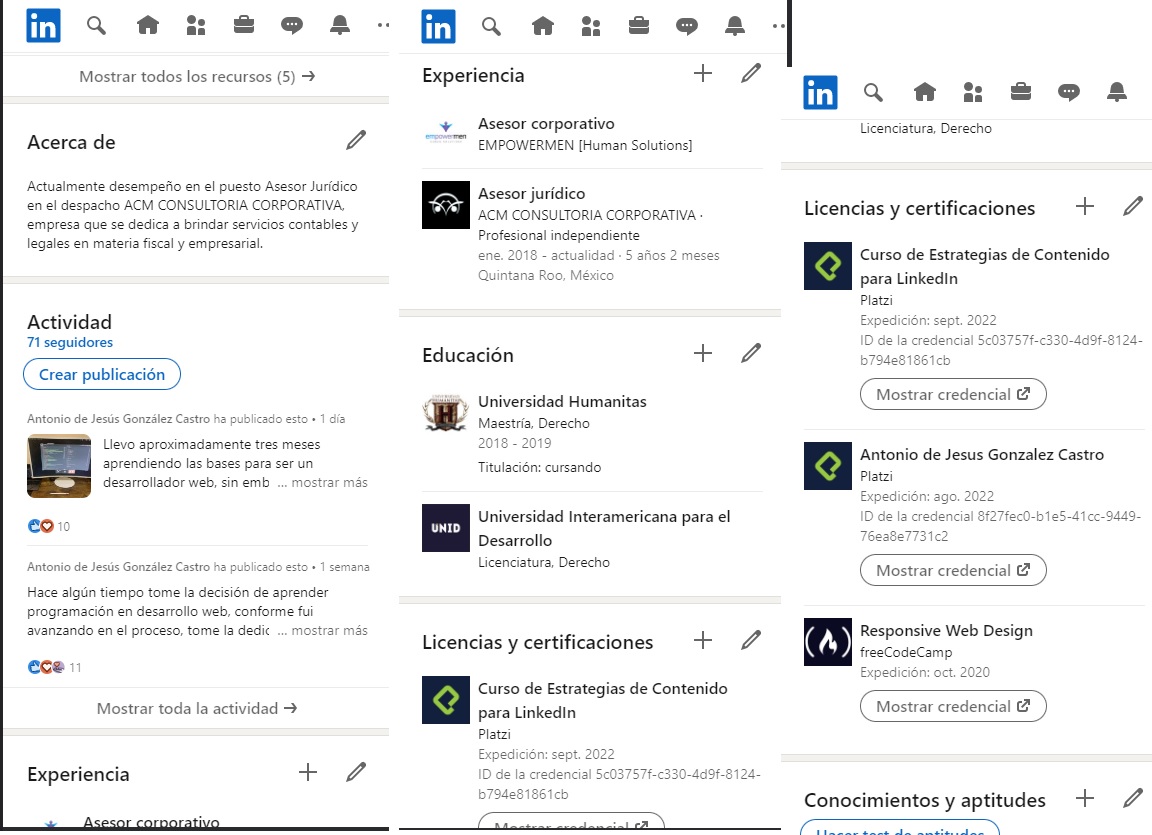 in
Mostrar todos los recursos (5) →
Acerca de
Actualmente desempeño en el puesto Asesor Jurídico
en el despacho ACM CONSULTORIA CORPORATIVA,
empresa que se dedica a brindar servicios contables y
legales en materia fiscal y empresarial.
Actividad
71 seguidores
Crear publicación
Antonio de Jesús González Castro ha publicado esto • 1 día
Llevo aproximadamente tres meses
aprendiendo las bases para ser un
desarrollador web, sin emb ... mostrar más
10
Antonio de Jesús González Castro ha publicado esto • 1 semana
Hace algún tiempo tome la decisión de aprender
programación en desarrollo web, conforme fui
avanzando en el proceso, tome la dedic ... mostrar más
11
Mostrar toda la actividad →
Experiencia
Asesor corporativo
in
Experiencia
empowermen
Asesor corporativo
EMPOWERMEN [Human Solutions]
Asesor jurídico
ACM CONSULTORIA CORPORATIVA ·
Profesional independiente
ene. 2018 - actualidad · 5 años 2 meses
Quintana Roo, México
Educación
Universidad Humanitas
Maestría, Derecho
2018 - 2019
Titulación: cursando
UNID
Universidad Interamericana para el
Desarrollo
Licenciatura, Derecho
Licencias y certificaciones
Curso de Estrategias de Contenido
para LinkedIn
Platzi
Expedición: sept. 2022
ID de la credencial 5c03757f-c330-4d9f-8124-
b794e81861cb
Mostrar credencial
in
Licenciatura, Derecho
Licencias y certificaciones
Curso de Estrategias de Contenido
para LinkedIn
Platzi
Expedición: sept. 2022
ID de la credencial 5c03757f-c330-4d9f-8124-
b794e81861cb
Mostrar credencial
Antonio de Jesus Gonzalez Castro
Platzi
Expedición: ago. 2022
ID de la credencial 8f27fec0-b1e5-41cc-9449-
76ea8e7731c2
Mostrar credencial
Responsive Web Design
freeCodeCamp
Expedición: oct. 2020
Mostrar credencial
Conocimientos y aptitudes
Hacer test de aptitudes